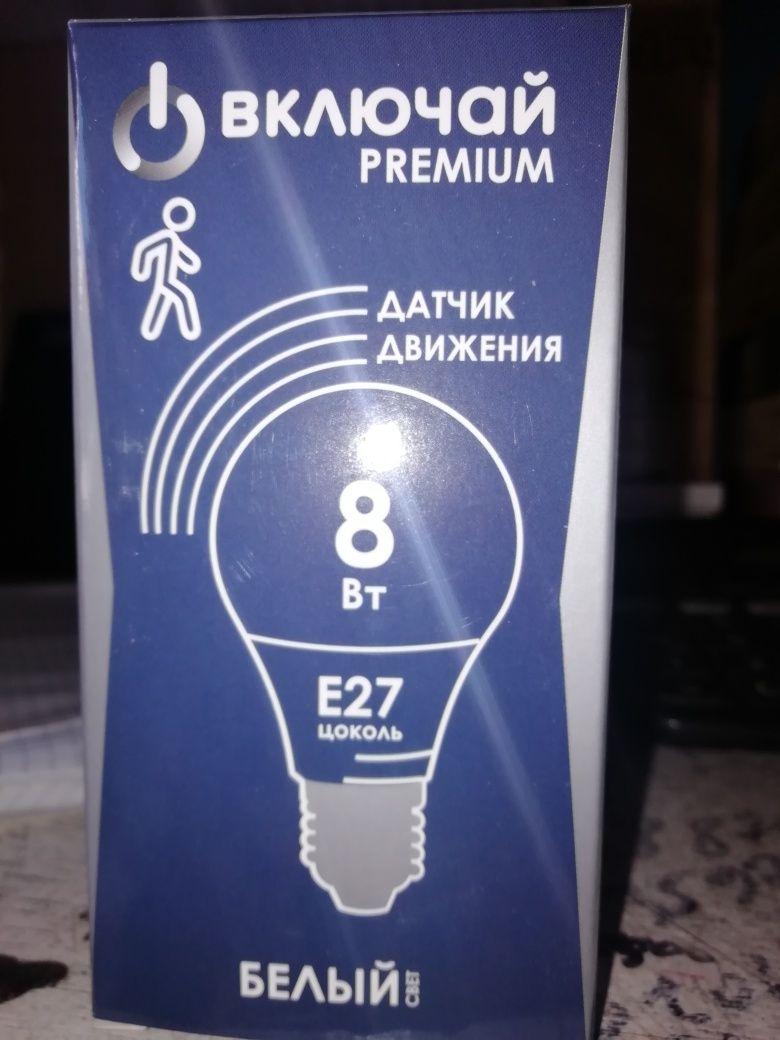 ВКЛЮЧАЙ
PREMIUM
ДАТЧИК
ДВИЖЕНИЯ
8
Вт
E27
ЦОКОЛЬ
БЕЛЫЙ СВЕТ